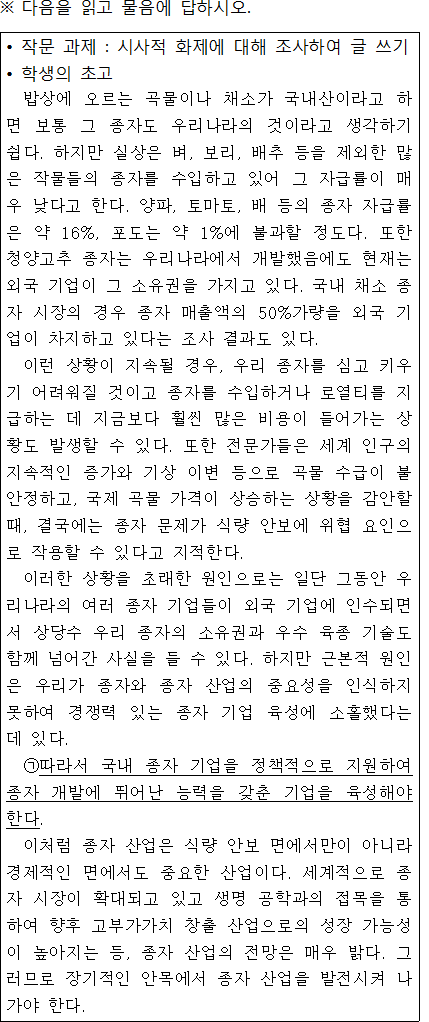 ※ 다음을 읽고 물음에 답하시오.
• 작문 과제 : 시사적 화제에 대해 조사하여 글 쓰기
• 학생의 초고
밥상에 오르는 곡물이나 채소가 국내산이라고 하
면 보통 그 종자도 우리나라의 것이라고 생각하기
쉽다. 하지만 실상은 벼, 보리, 배추 등을 제외한 많
은 작물들의 종자를 수입하고 있어 그 자급률이 매
우 낮다고 한다. 양파, 토마토, 배 등의 종자 자급률
은 약 16%, 포도는 약 1%에 불과할 정도다. 또한
청양고추 종자는 우리나라에서 개발했음에도 현재는
외국 기업이 그 소유권을 가지고 있다. 국내 채소 종
자 시장의 경우 종자 매출액의 50%가량을 외국 기
업이 차지하고 있다는 조사 결과도 있다.
이런 상황이 지속될 경우, 우리 종자를 심고 키우
기 어려워질 것이고 종자를 수입하거나 로열티를 지
급하는 데 지금보다 훨씬 많은 비용이 들어가는 상
황도 발생할 수 있다. 또한 전문가들은 세계 인구의
지속적인 증가와 기상 이변 등으로 곡물 수급이 불
안정하고, 국제 곡물 가격이 상승하는 상황을 감안할
때, 결국에는 종자 문제가 식량 안보에 위협 요인으
로 작용할 수 있다고 지적한다.
이러한 상황을 초래한 원인으로는 일단 그동안 우
리나라의 여러 종자 기업들이 외국 기업에 인수되면
서 상당수 우리 종자의 소유권과 우수 육종 기술도
함께 넘어간 사실을 들 수 있다. 하지만 근본적 원인
은 우리가 종자와 종자 산업의 중요성을 인식하지
못하여 경쟁력 있는 종자 기업 육성에 소홀했다는
데 있다.
㉠따라서 국내 종자 기업을 정책적으로 지원하여
종자 개발에 뛰어난 능력을 갖춘 기업을 육성해야
한다.
이처럼 종자 산업은 식량 안보 면에서만이 아니라
경제적인 면에서도 중요한 산업이다. 세계적으로 종
자 시장이 확대되고 있고 생명 공학과의 접목을 통
하여 향후 고부가가치 창출 산업으로의 성장 가능성
이 높아지는 등, 종자 산업의 전망은 매우 밝다. 그
러므로 장기적인 안목에서 종자 산업을 발전시켜 나
가야 한다.